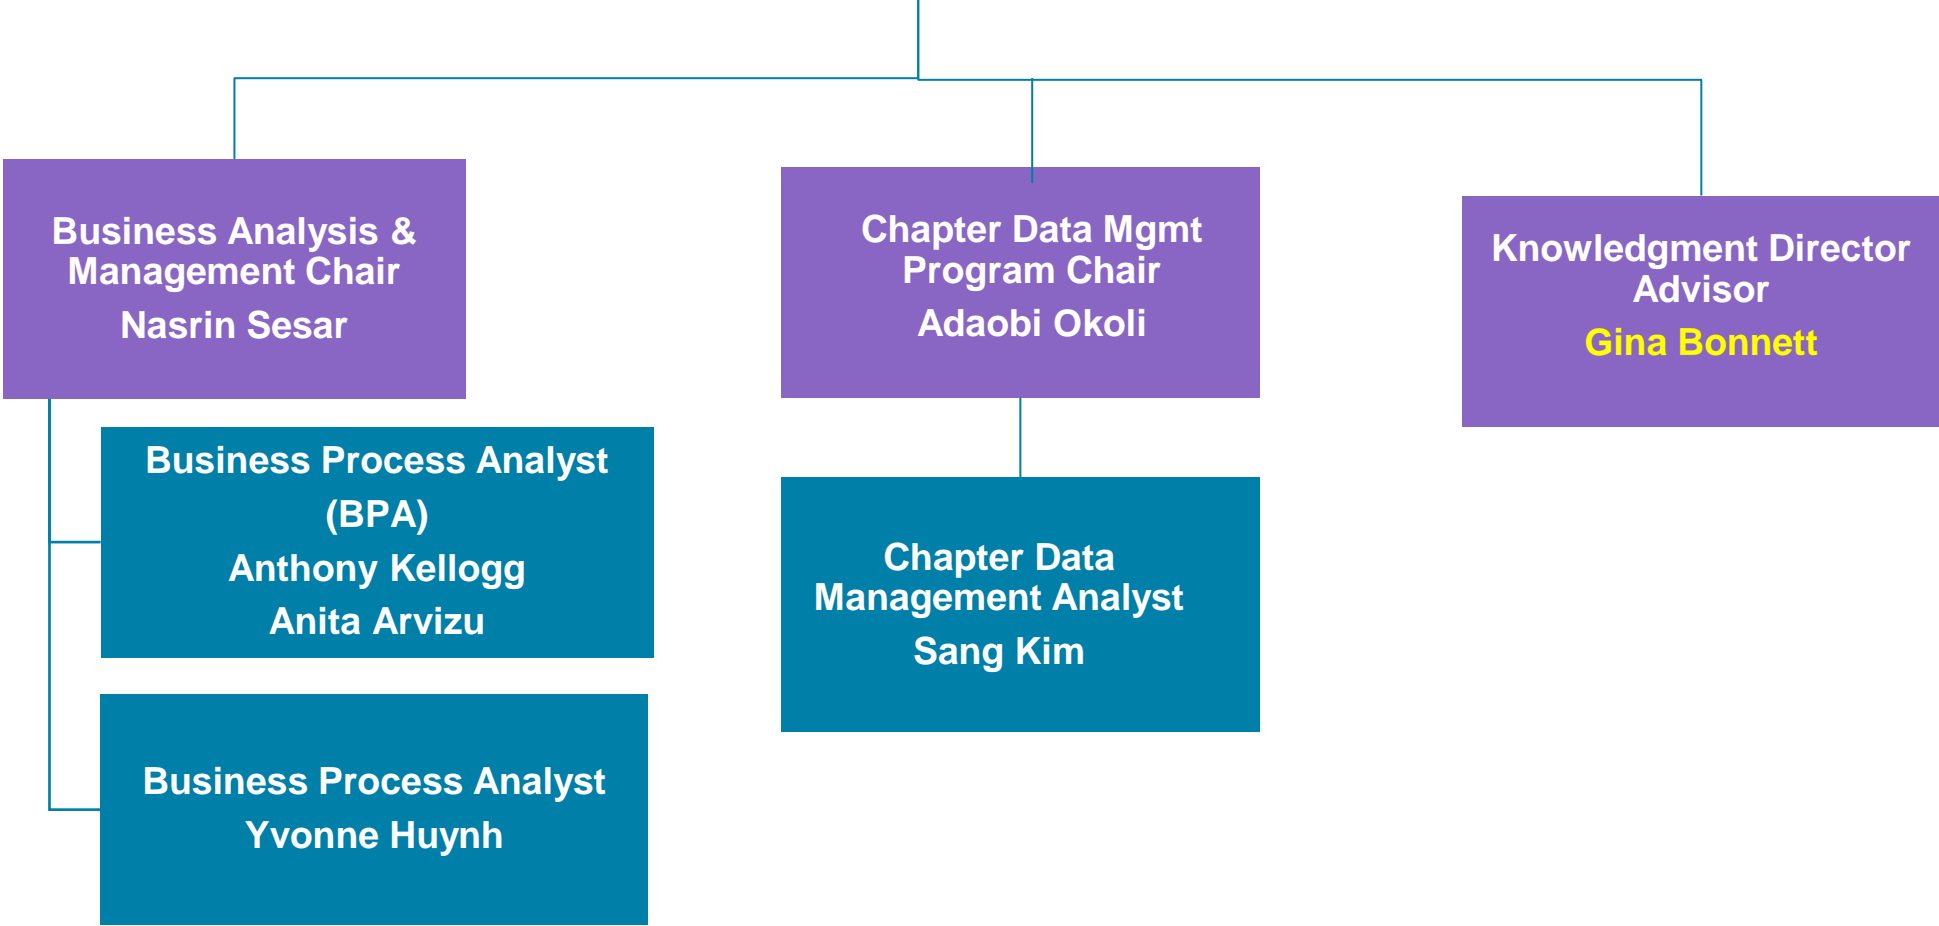 Business Analysis &
Management Chair
Nasrin Sesar
Chapter Data Mgmt
Program Chair
Adaobi Okoli
Knowledgment Director
Advisor
Gina Bonnett
Business Process Analyst
(BPA)
Anthony Kellogg
Anita Arvizu
Chapter Data
Management Analyst
Sang Kim
Business Process Analyst
Yvonne Huynh